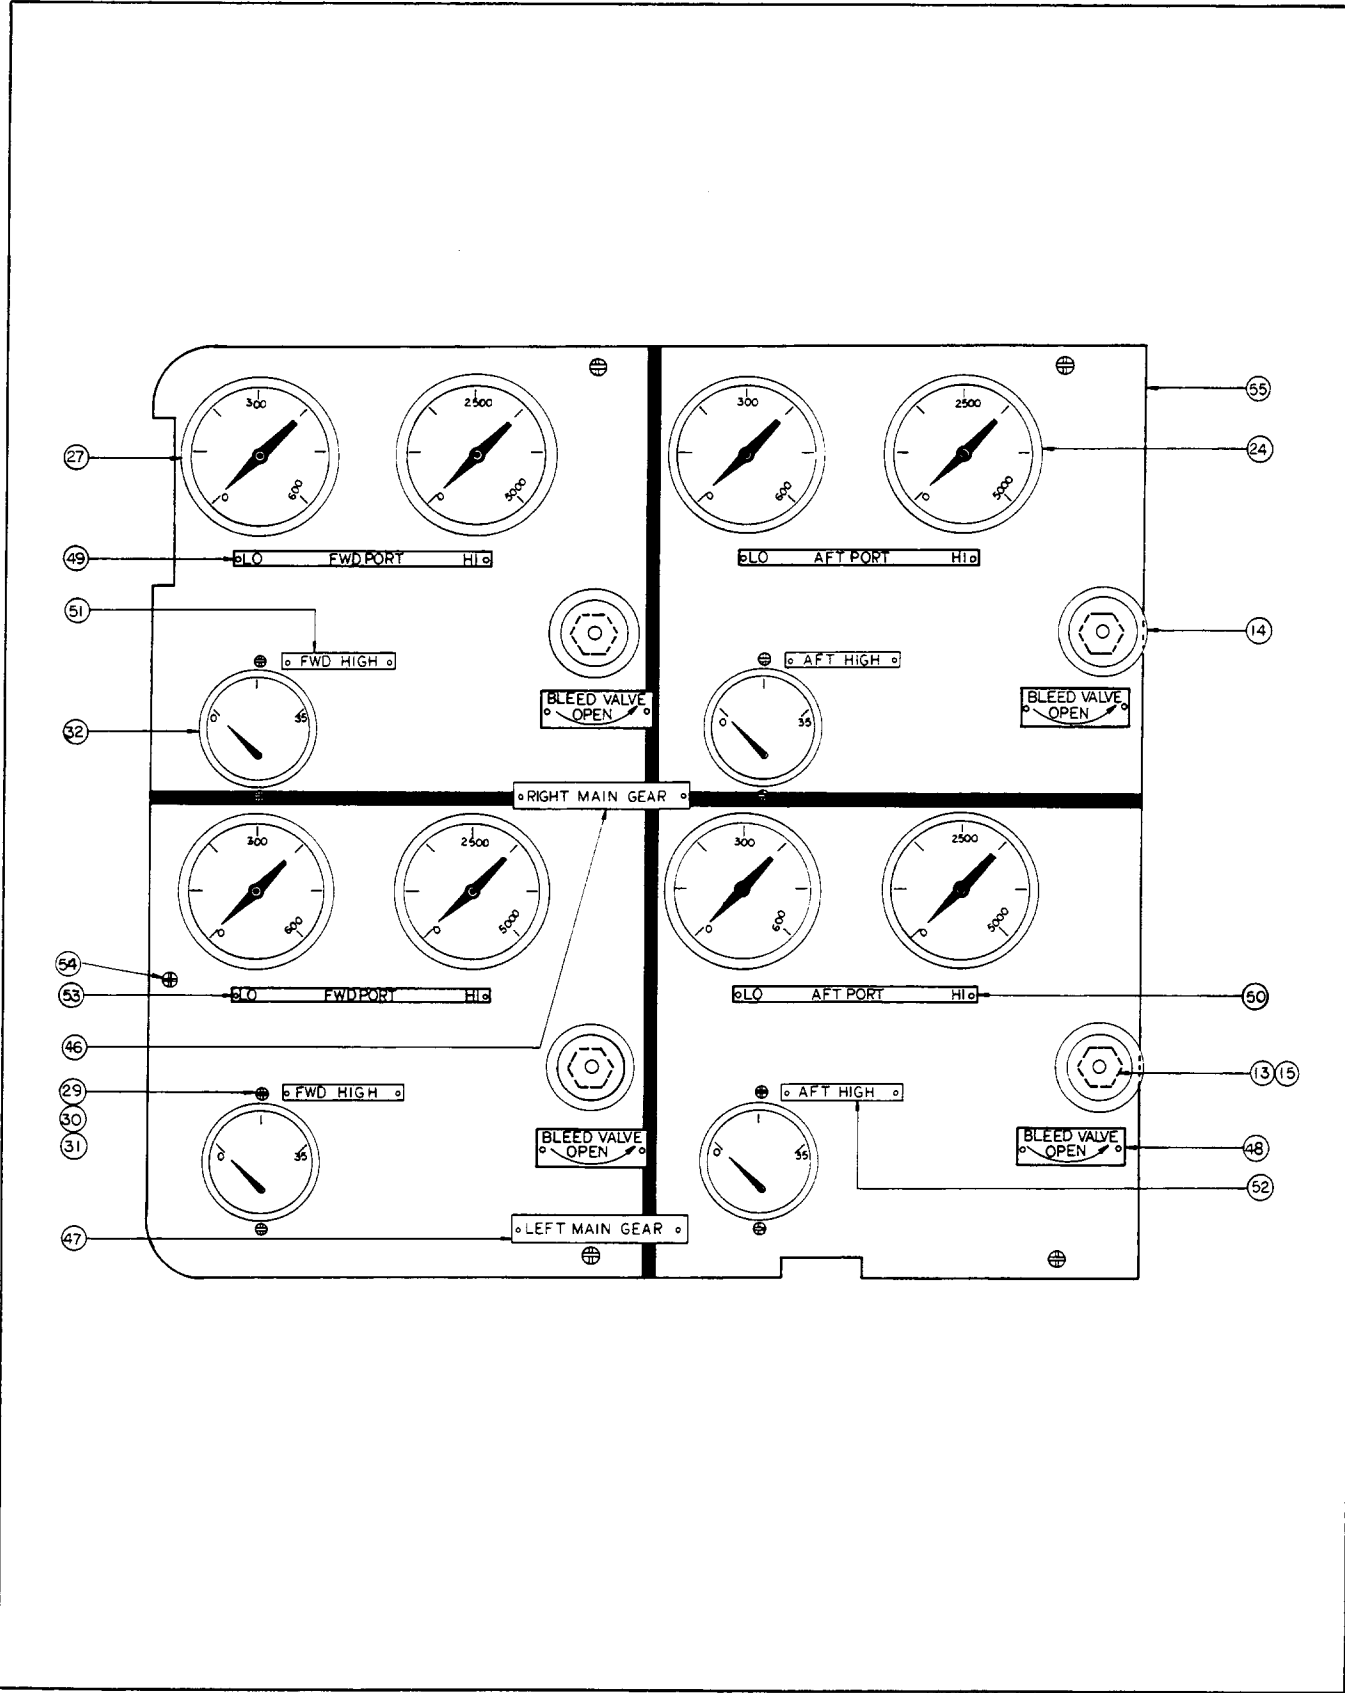 300
2500
300
2500
55
27
24
0
600
0
5000
0
600
0
5000
49
LO FWD PORT HI
LO AFT PORT HI
51
14
FWD HIGH
AFT HIGH
32
0
35
0
35
BLEED VALVE
OPEN
BLEED VALVE
OPEN
RIGHT MAIN GEAR
300
2500
300
2500
0
600
0
5000
0
600
0
5000
54
53
LO FWD PORT HI
LO AFT PORT HI
50
46
13 15
29
FWD HIGH
AFT HIGH
30
31
0
35
0
35
BLEED VALVE
OPEN
BLEED VALVE
OPEN
48
52
47
LEFT MAIN GEAR